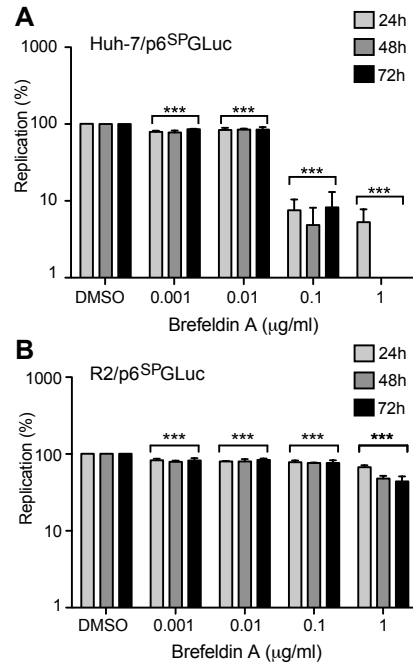 A
Huh-7/p6SPGLuc
24h
48h
72h
Replication (%)
1000
100
10
1
***
***
***
***
DMSO
0.001
0.01
0.1
1
Brefeldin A (μg/ml)
B
R2/p6SPGLuc
24h
48h
72h
Replication (%)
1000
100
10
1
***
***
***
***
DMSO
0.001
0.01
0.1
1
Brefeldin A (μg/ml)